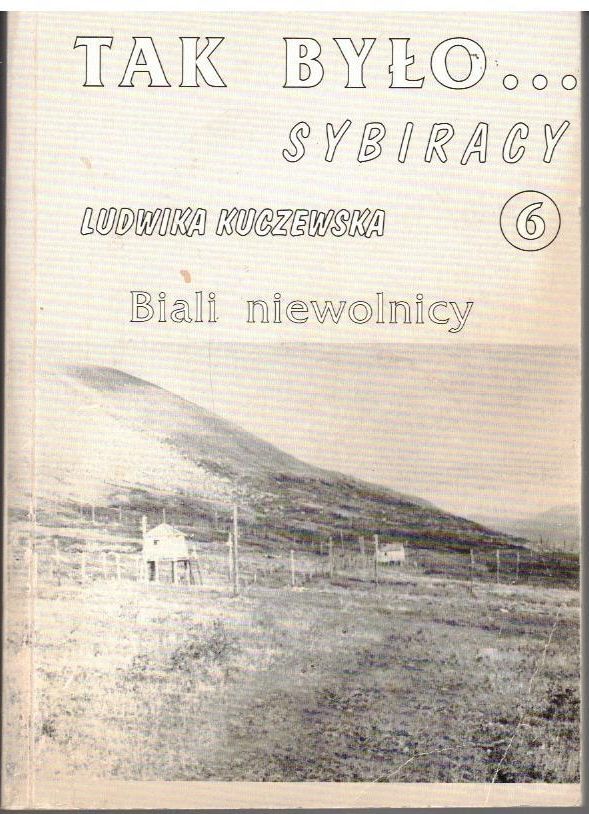 TAK BYŁO...
SYBIRACY
LUDWIKA KUCZEWSKA
6
Biali niewolnicy